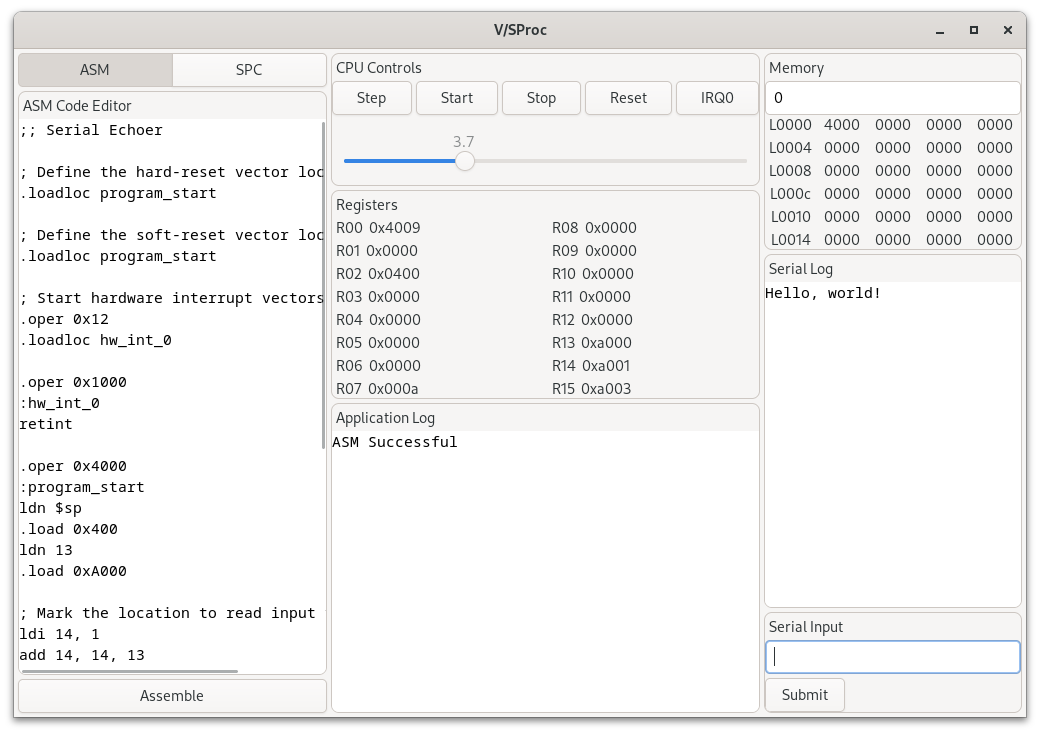 V/SProc
ASM SPC
ASM Code Editor
;; Serial Echoer
; Define the hard-reset vector loc
.loadloc program_start
; Define the soft-reset vector loc
.loadloc program_start
; Start hardware interrupt vectors
.oper 0x12
.loadloc hw_int_0
.oper 0x1000
:hw_int_0
retint
.oper 0x4000
:program_start
ldn $sp
.load 0x400
ldn 13
.load 0xA000
; Mark the location to read input
ldi 14, 1
add 14, 14, 13
Assemble
CPU Controls
Step Start Stop Reset IRQ0
3.7
Registers
R00 0x4009 R08 0x0000
R01 0x0000 R09 0x0000
R02 0x0400 R10 0x0000
R03 0x0000 R11 0x0000
R04 0x0000 R12 0x0000
R05 0x0000 R13 0xa000
R06 0x0000 R14 0xa001
R07 0x000a R15 0xa003
Application Log
ASM Successful
Memory
0
L0000 4000 0000 0000 0000
L0004 0000 0000 0000 0000
L0008 0000 0000 0000 0000
L000c 0000 0000 0000 0000
L0010 0000 0000 0000 0000
L0014 0000 0000 0000 0000
Serial Log
Hello, world!
Serial Input
Submit